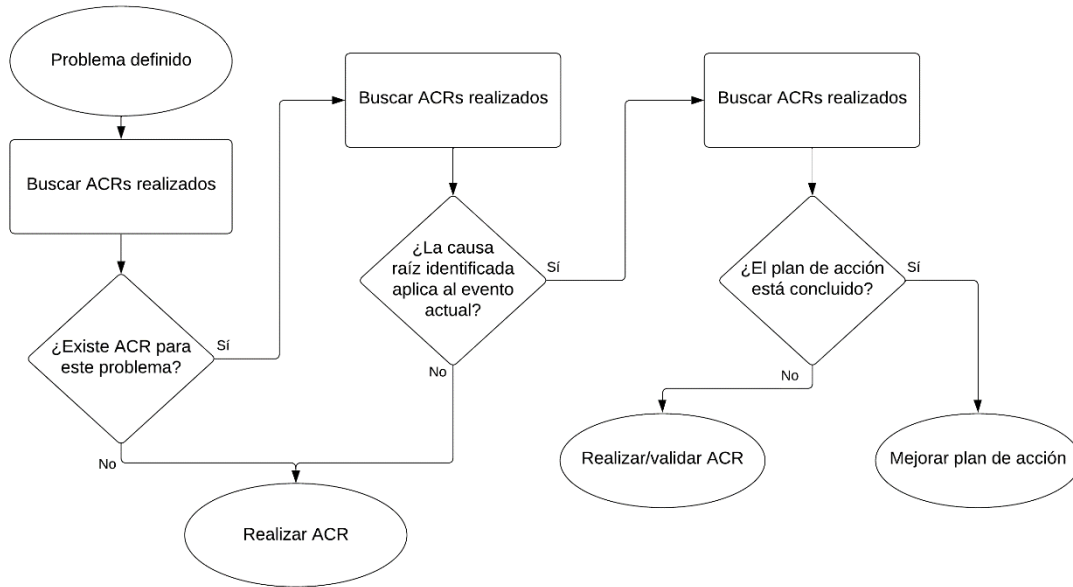 Problema definido
Buscar ACRs realizados
¿Existe ACR para
este problema?
Sí
No
Buscar ACRs realizados
¿La causa
raíz identificada
aplica al evento
actual?
Sí
No
Realizar ACR
Buscar ACRs realizados
¿El plan de acción
está concluido?
Sí
No
Realizar/validar ACR
Mejorar plan de acción